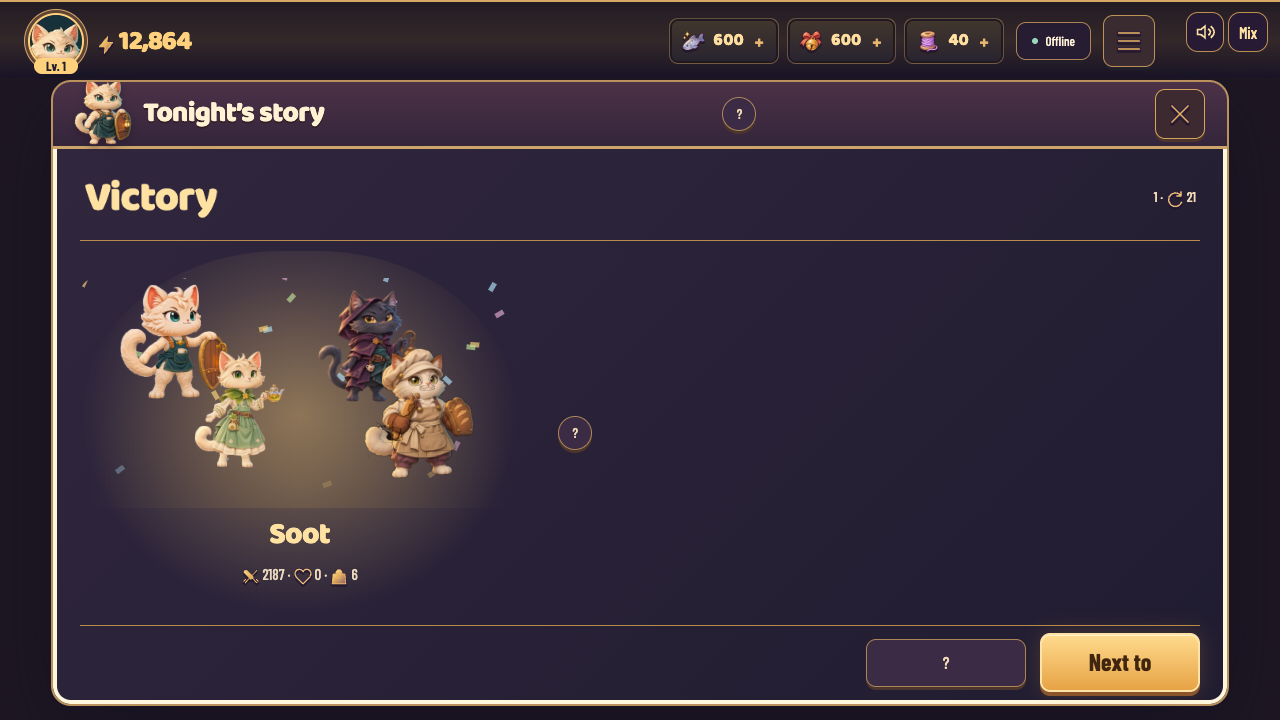 12,864
Lv. 1
600 +
600 +
40 +
Offline
Mix
Tonight's story
?
Victory
1 · 21
?
Soot
2187 · 0 · 6
?
Next to